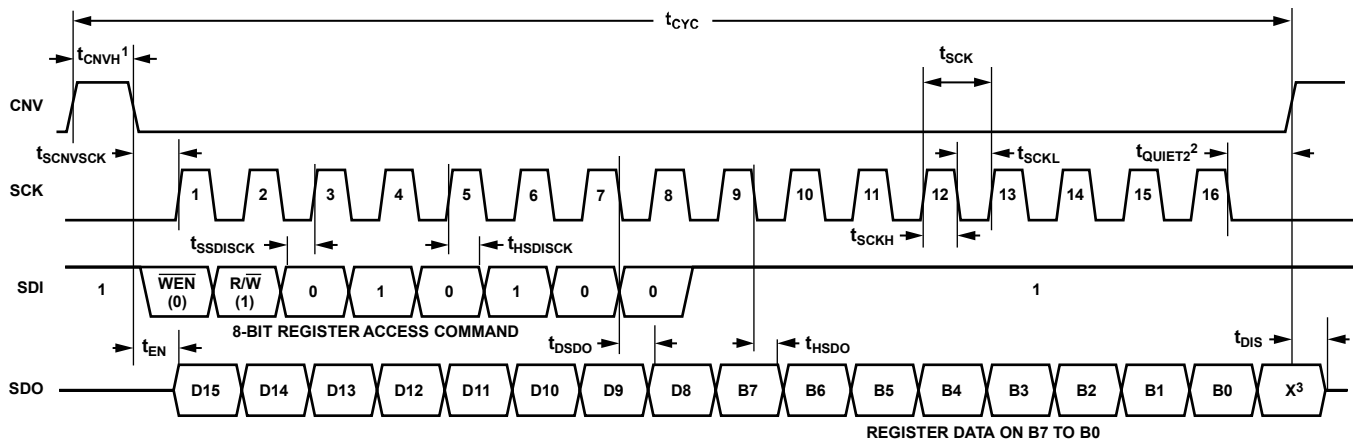 tCYC
tCNVH1
tSCK
CNV
tSCNVSCK
tSCKL
tQUIET2 2
SCK
1 2 3 4 5 6 7 8 9 10 11 12 13 14 15 16
tSSDISCK
tHSDISCK
tSCKH
SDI
1
WEN (0)
R/W (1)
0 1 0 1 0 0
1
8-BIT REGISTER ACCESS COMMAND
tEN
tDSDO
tHSDO
tDIS
SDO
D15 D14 D13 D12 D11 D10 D9 D8 B7 B6 B5 B4 B3 B2 B1 B0 X3
REGISTER DATA ON B7 TO B0